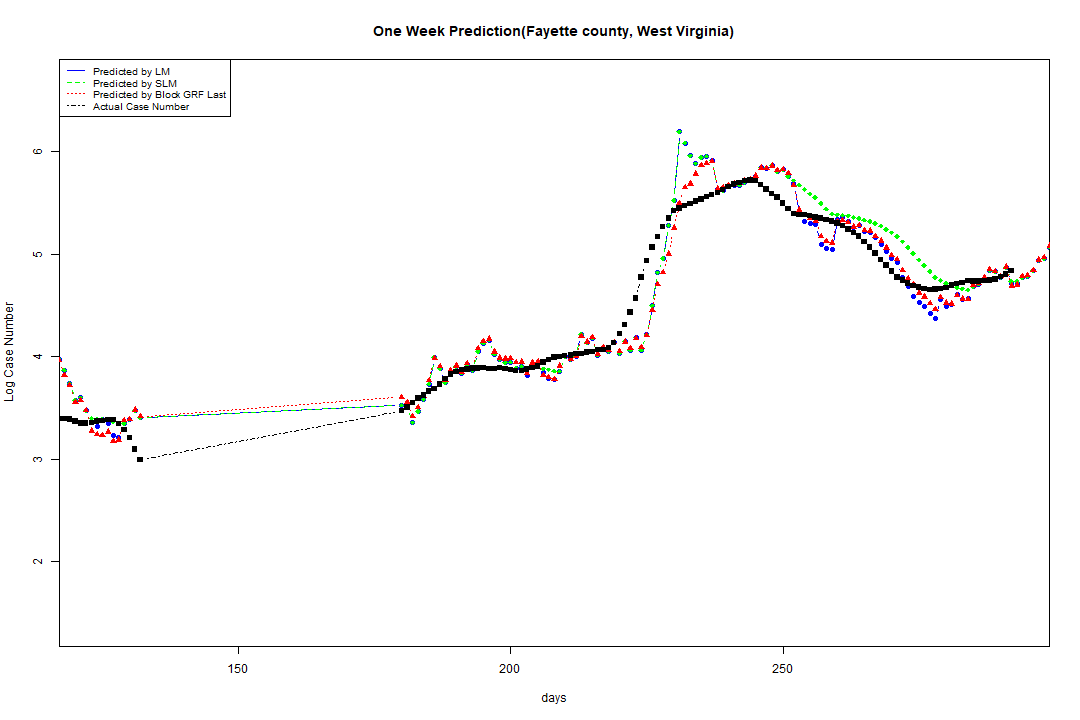 One Week Prediction(Fayette county, West Virginia)
Predicted by LM
Predicted by SLM
Predicted by Block GRF Last
Actual Case Number
6
5
4
3
2
Log Case Number
150
200
250
days